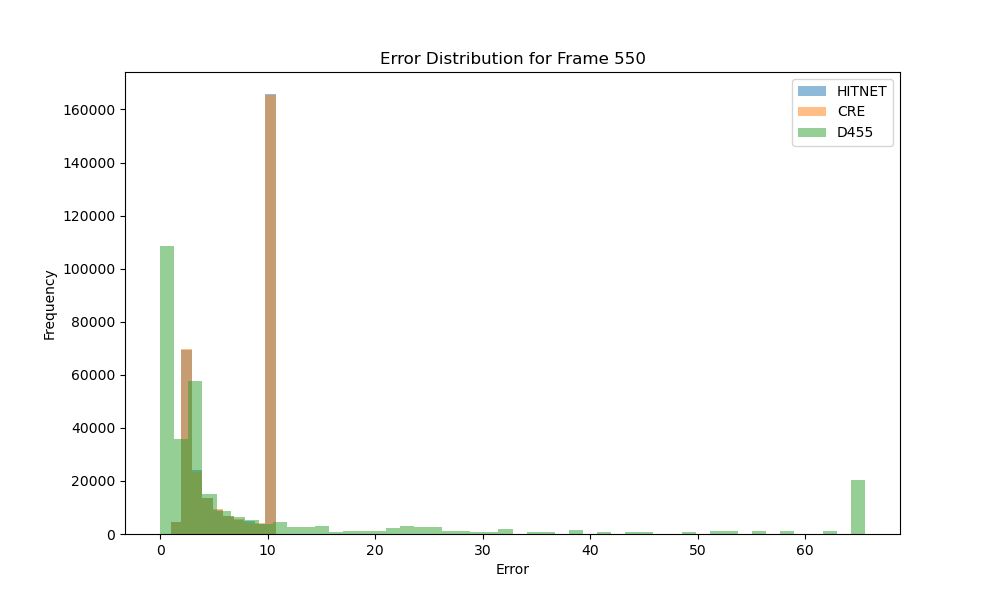 Error Distribution for Frame 550
HITNET
CRE
D455
160000
140000
120000
100000
80000
60000
40000
20000
0
Frequency
0 10 20 30 40 50 60
Error